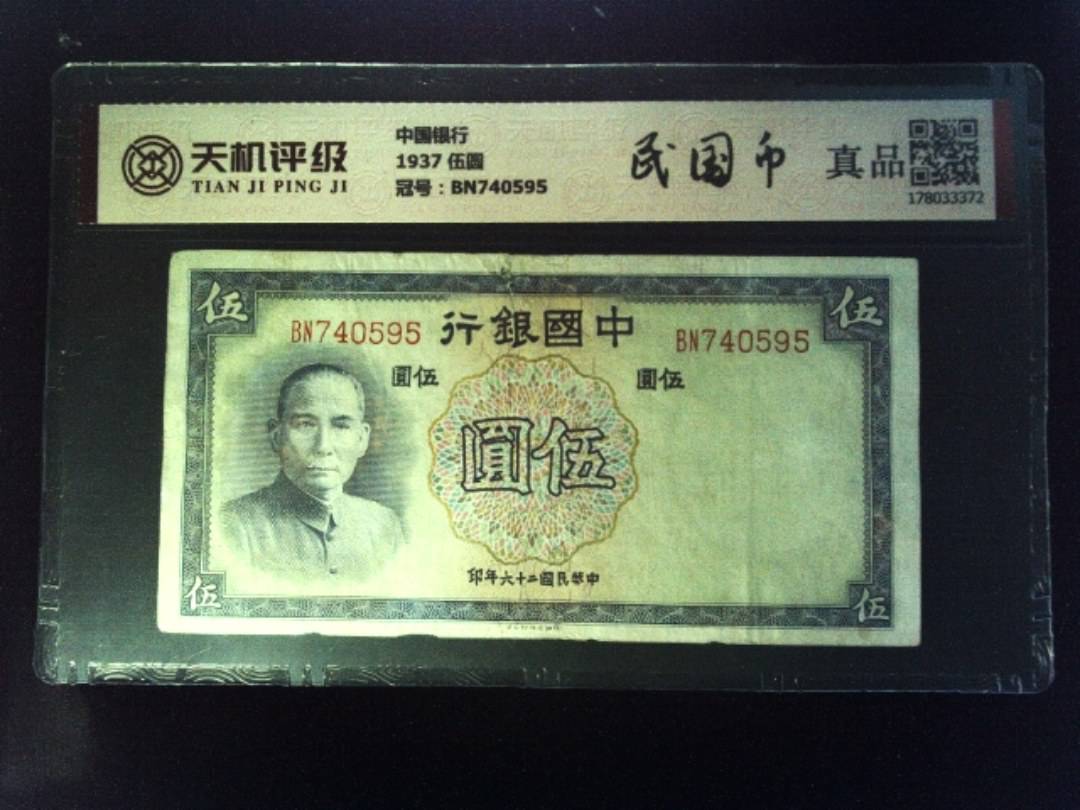 天机评级
TIAN JI PING JI
中国银行
1937 伍圆
冠号：BN740595
民国币
真品
178033372
伍
伍
BN740595
行銀國中
BN740595
圓伍
圓伍
圓伍
印年六十二國民華中
伍
伍